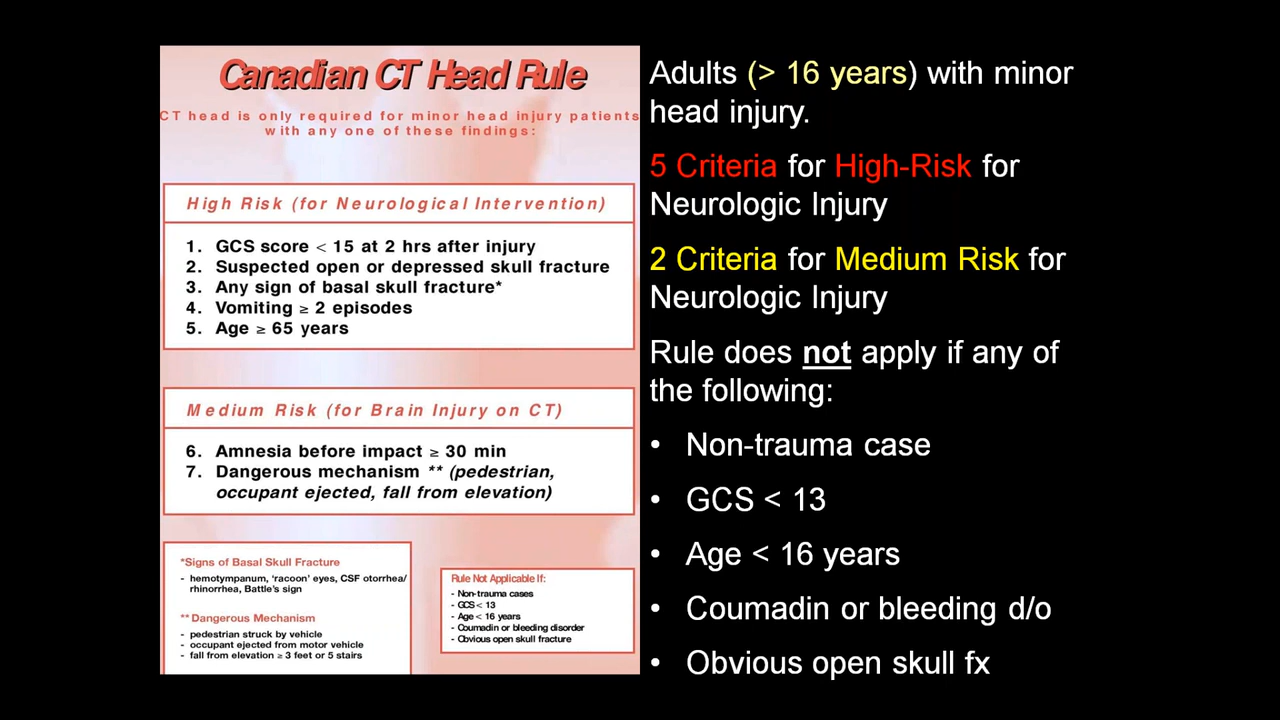 Canadian CT Head Rule
CT head is only required for minor head injury patients
with any one of these findings:
High Risk (for Neurological Intervention)
1. GCS score < 15 at 2 hrs after injury
2. Suspected open or depressed skull fracture
3. Any sign of basal skull fracture*
4. Vomiting ≥ 2 episodes
5. Age ≥ 65 years
Medium Risk (for Brain Injury on CT)
6. Amnesia before impact ≥ 30 min
7. Dangerous mechanism ** (pedestrian,
occupant ejected, fall from elevation)
*Signs of Basal Skull Fracture
- hemotympanum, ‘racoon’ eyes, CSF otorrhea/
rhinorrhea, Battle’s sign
** Dangerous Mechanism
- pedestrian struck by vehicle
- occupant ejected from motor vehicle
- fall from elevation ≥ 3 feet or 5 stairs
Rule Not Applicable If:
- Non-trauma cases
- GCS < 13
- Age < 16 years
- Coumadin or bleeding disorder
- Obvious open skull fracture
Adults (> 16 years) with minor
head injury.
5 Criteria for High-Risk for
Neurologic Injury
2 Criteria for Medium Risk for
Neurologic Injury
Rule does not apply if any of
the following:
• Non-trauma case
• GCS < 13
• Age < 16 years
• Coumadin or bleeding d/o
• Obvious open skull fx